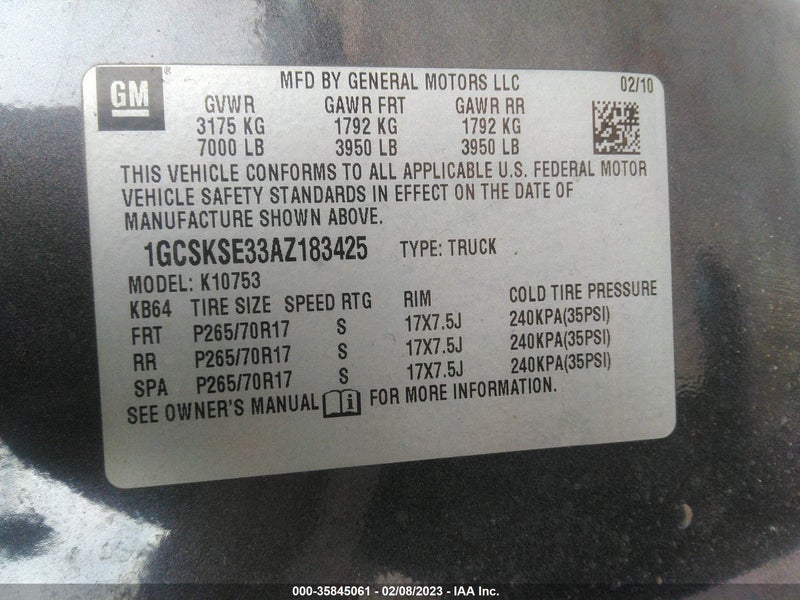 GM ®
MFD BY GENERAL MOTORS LLC 02/10
GVWR GAWR FRT GAWR RR
3175 KG 1792 KG 1792 KG
7000 LB 3950 LB 3950 LB
THIS VEHICLE CONFORMS TO ALL APPLICABLE U.S. FEDERAL MOTOR
VEHICLE SAFETY STANDARDS IN EFFECT ON THE DATE OF
MANUFACTURE SHOWN ABOVE.
1GCSKSE33AZ183425 TYPE: TRUCK
MODEL: K10753
KB64 TIRE SIZE SPEED RTG RIM COLD TIRE PRESSURE
FRT P265/70R17 S 17X7.5J 240KPA(35PSI)
RR P265/70R17 S 17X7.5J 240KPA(35PSI)
SPA P265/70R17 S 17X7.5J 240KPA(35PSI)
SEE OWNER'S MANUAL i FOR MORE INFORMATION.
000-35845061 - 02/08/2023 - IAA Inc.